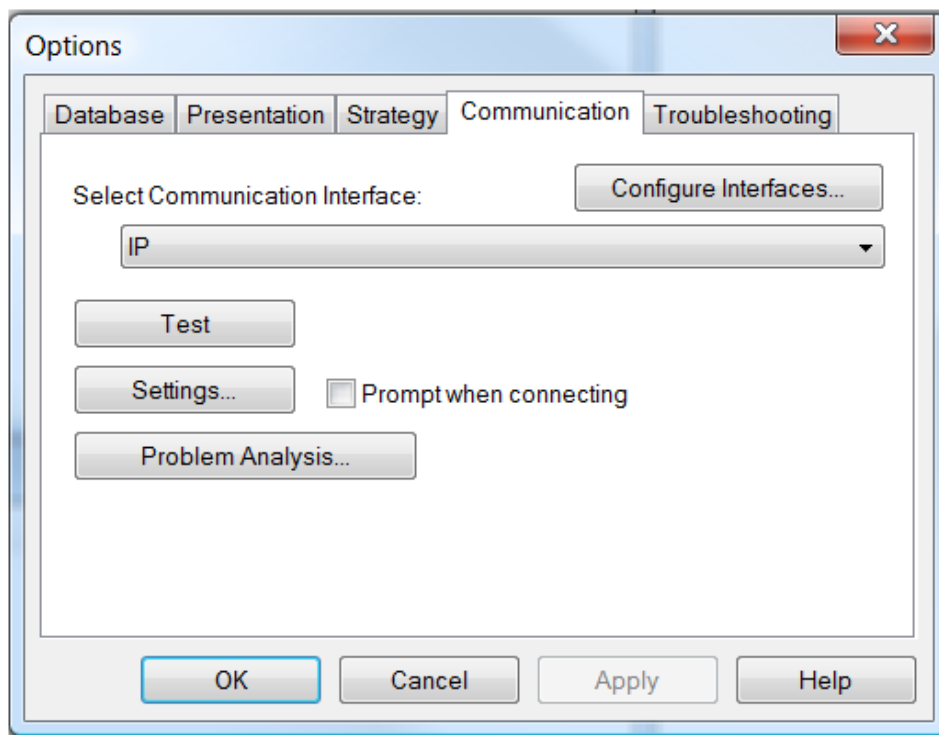 Options
Database Presentation Strategy Communication Troubleshooting
Select Communication Interface: Configure Interfaces...
IP
Test
Settings... Prompt when connecting
Problem Analysis...
OK Cancel Apply Help